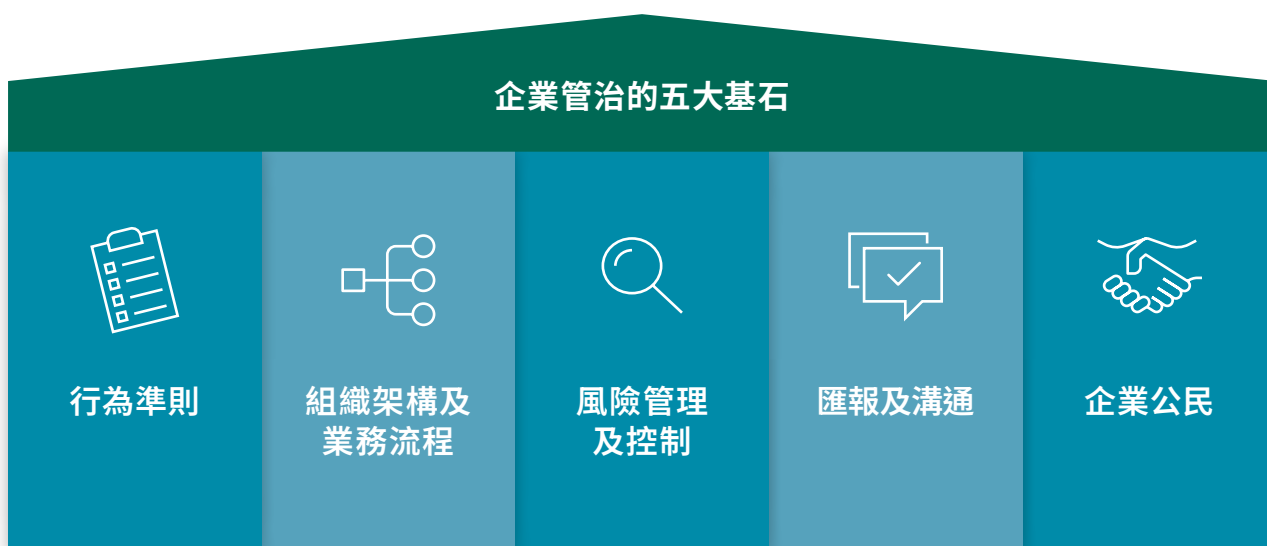 企業管治的五大基石
行為準則
組織架構及
業務流程
風險管理
及控制
匯報及溝通
企業公民